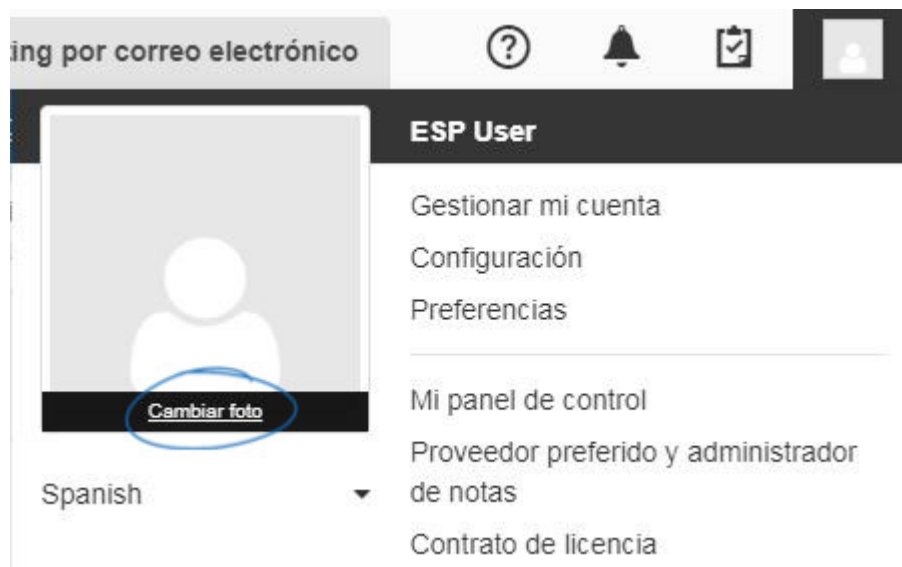 por correo electrónico
ESP User
Gestionar mi cuenta
Configuración
Preferencias
Cambiar foto
Mi panel de control
Proveedor preferido y administrador
de notas
Spanish
Contrato de licencia